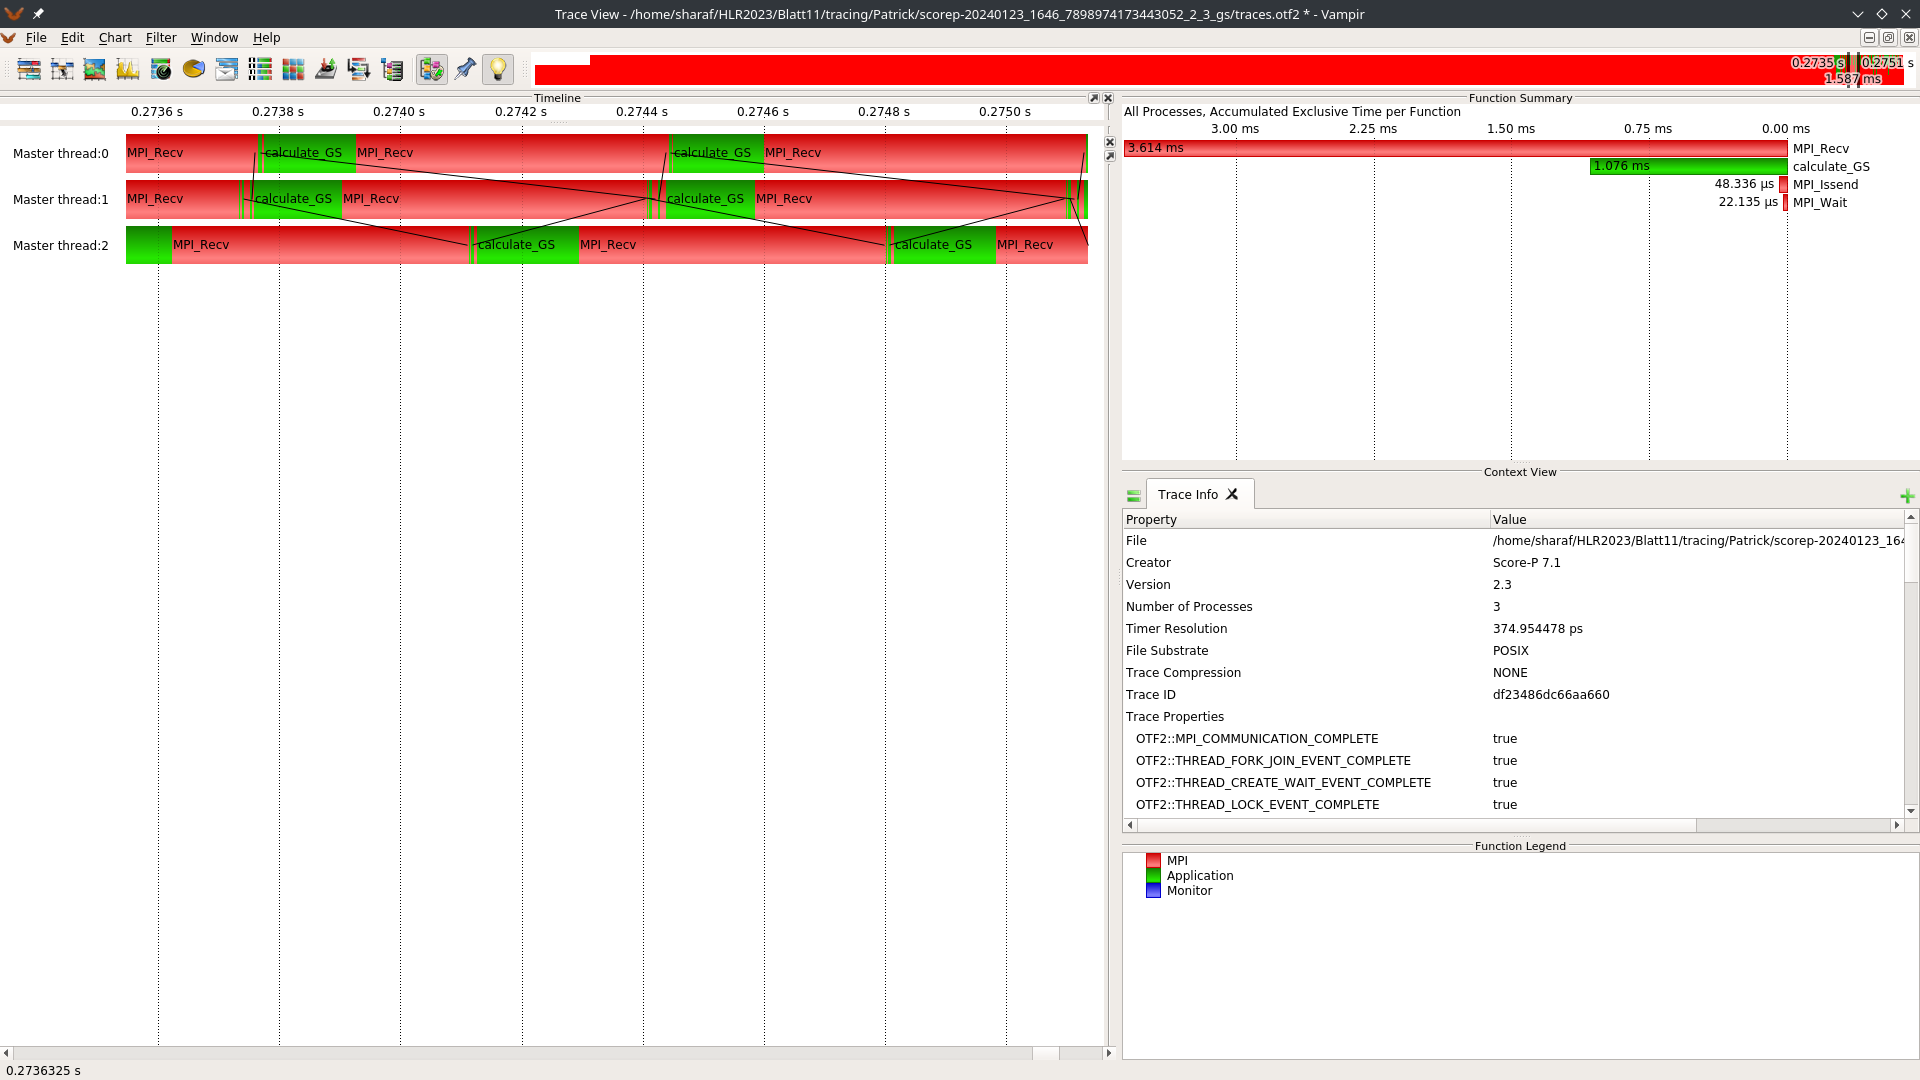 Trace View - /home/sharaf/HLR2023/Blatt11/tracing/Patrick/scorep-20240123_1646_7898974173443052_2_3_gs/traces.otf2 * - Vampir
File Edit Chart Filter Window Help
0.2735 s 0.2751 s
1.587 ms
Timeline
0.2736 s 0.2738 s 0.2740 s 0.2742 s 0.2744 s 0.2746 s 0.2748 s 0.2750 s
Master thread:0 MPI_Recv calculate_GS MPI_Recv calculate_GS MPI_Recv
Master thread:1 MPI_Recv calculate_GS MPI_Recv calculate_GS MPI_Recv
Master thread:2 MPI_Recv calculate_GS MPI_Recv calculate_GS MPI_Recv
Function Summary
All Processes, Accumulated Exclusive Time per Function
3.00 ms 2.25 ms 1.50 ms 0.75 ms 0.00 ms
3.614 ms MPI_Recv
1.076 ms calculate_GS
48.336 µs MPI_Issend
22.135 µs MPI_Wait
Context View
Trace Info
Property Value
File /home/sharaf/HLR2023/Blatt11/tracing/Patrick/scorep-20240123_164
Creator Score-P 7.1
Version 2.3
Number of Processes 3
Timer Resolution 374.954478 ps
File Substrate POSIX
Trace Compression NONE
Trace ID df23486dc66aa660
Trace Properties
OTF2::MPI_COMMUNICATION_COMPLETE true
OTF2::THREAD_FORK_JOIN_EVENT_COMPLETE true
OTF2::THREAD_CREATE_WAIT_EVENT_COMPLETE true
OTF2::THREAD_LOCK_EVENT_COMPLETE true
Function Legend
MPI
Application
Monitor
0.2736325 s